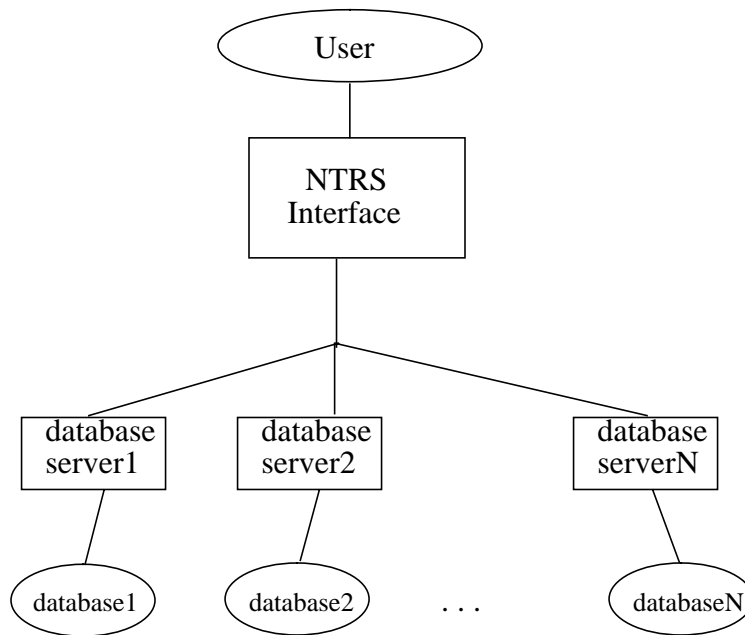 User
NTRS
Interface
database
server1
database
server2
database
serverN
database1
database2
. . .
databaseN